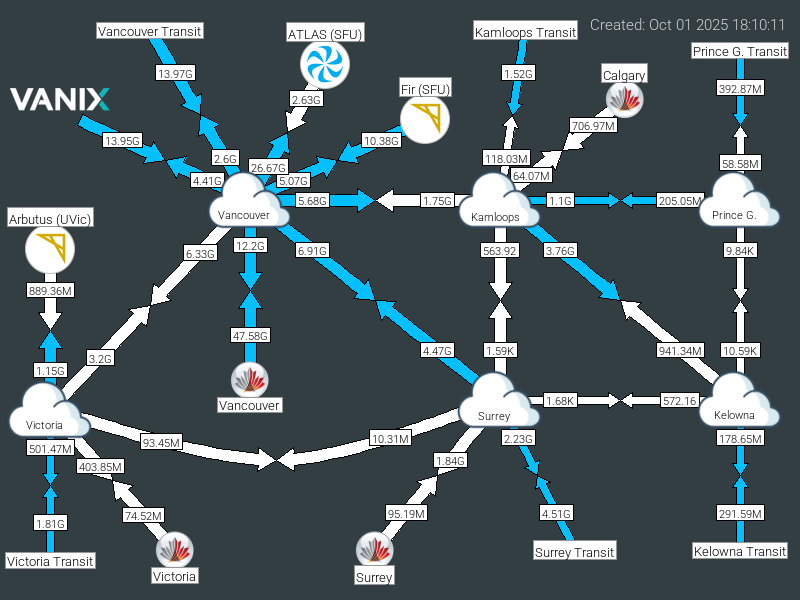 Created: Oct 01 2025 18:10:11
Vancouver Transit
ATLAS (SFU)
Kamloops Transit
Prince G. Transit
13.97G
1.52G
Calgary
392.87M
Fir (SFU)
VANIX
2.63G
706.97M
13.95G
10.38G
2.6G
118.03M
58.58M
26.67G
4.41G
5.07G
64.07M
5.68G
1.75G
1.1G
205.05M
Vancouver
Kamloops
Prince G.
Arbutus (UVic)
6.33G
12.2G
6.91G
563.92
3.76G
9.84K
889.36M
47.58G
3.2G
4.47G
1.59K
941.34M
10.59K
1.15G
Vancouver
1.68K
572.16
Victoria
Surrey
Kelowna
501.47M
93.45M
10.31M
2.23G
178.65M
403.85M
1.84G
1.81G
74.52M
95.19M
4.51G
291.59M
Victoria Transit
Victoria
Surrey
Surrey Transit
Kelowna Transit